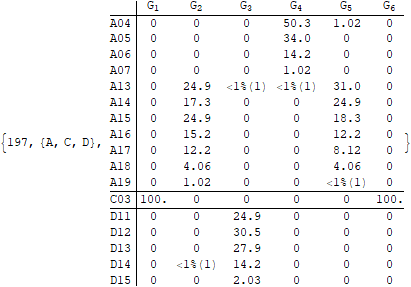 G1 G2 G3 G4 G5 G6
A04 0 0 0 50.3 1.02 0
A05 0 0 0 34.0 0 0
A06 0 0 0 14.2 0 0
A07 0 0 0 1.02 0 0
A13 0 24.9 <1%(1) <1%(1) 31.0 0
A14 0 17.3 0 0 24.9 0
A15 0 24.9 0 0 18.3 0
A16 0 15.2 0 0 12.2 0
{197, {A, C, D}, A17 0 12.2 0 0 8.12 0 }
A18 0 4.06 0 0 4.06 0
A19 0 1.02 0 0 <1%(1) 0
C03 100. 0 0 0 0 100.
D11 0 0 24.9 0 0 0
D12 0 0 30.5 0 0 0
D13 0 0 27.9 0 0 0
D14 0 <1%(1) 14.2 0 0 0
D15 0 0 2.03 0 0 0